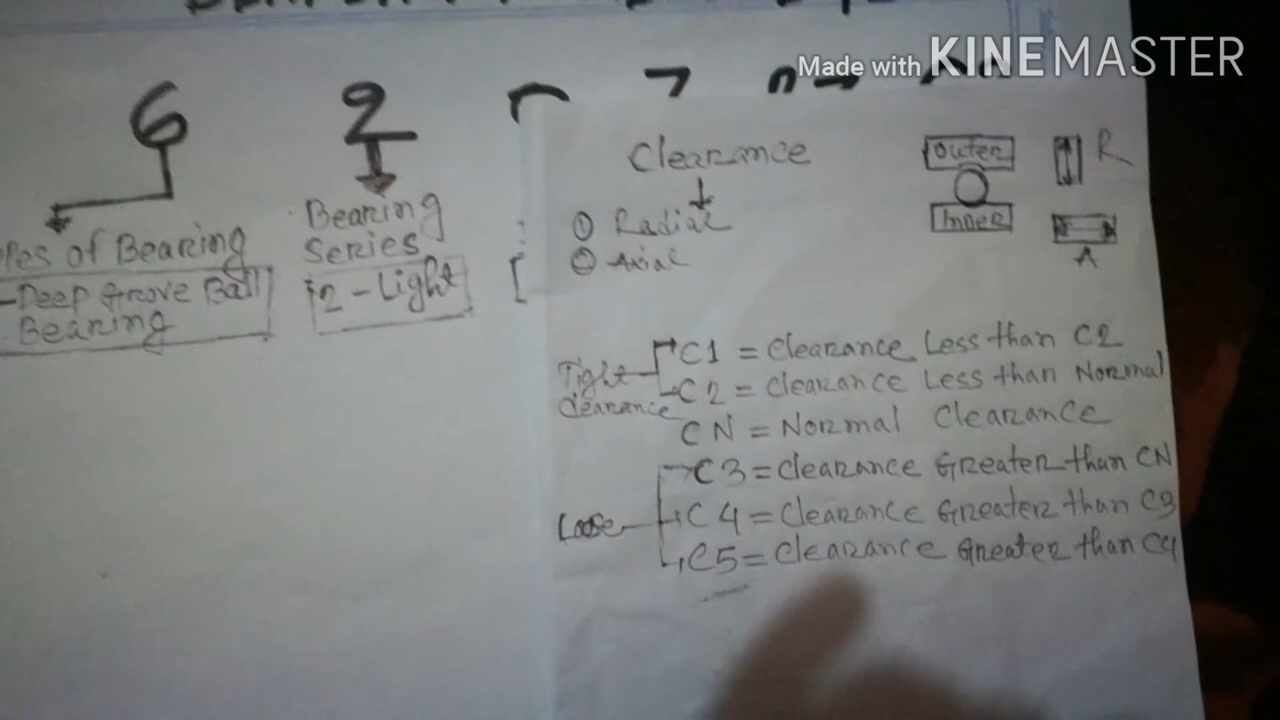 Made with KINEMASTER
6 2
pes of Bearing
-Deep Grove Ball
Bearing
Bearing
Series
2 - Light
Clearance
① Radial
② Axial
Outer
Inner
R
A
Tight
Clearance
C1 = Clearance Less than C2
C2 = Clearance Less than Normal
CN = Normal Clearance
Loose
C3 = Clearance Greater than CN
C4 = Clearance Greater than C3
C5 = Clearance Greater than C4